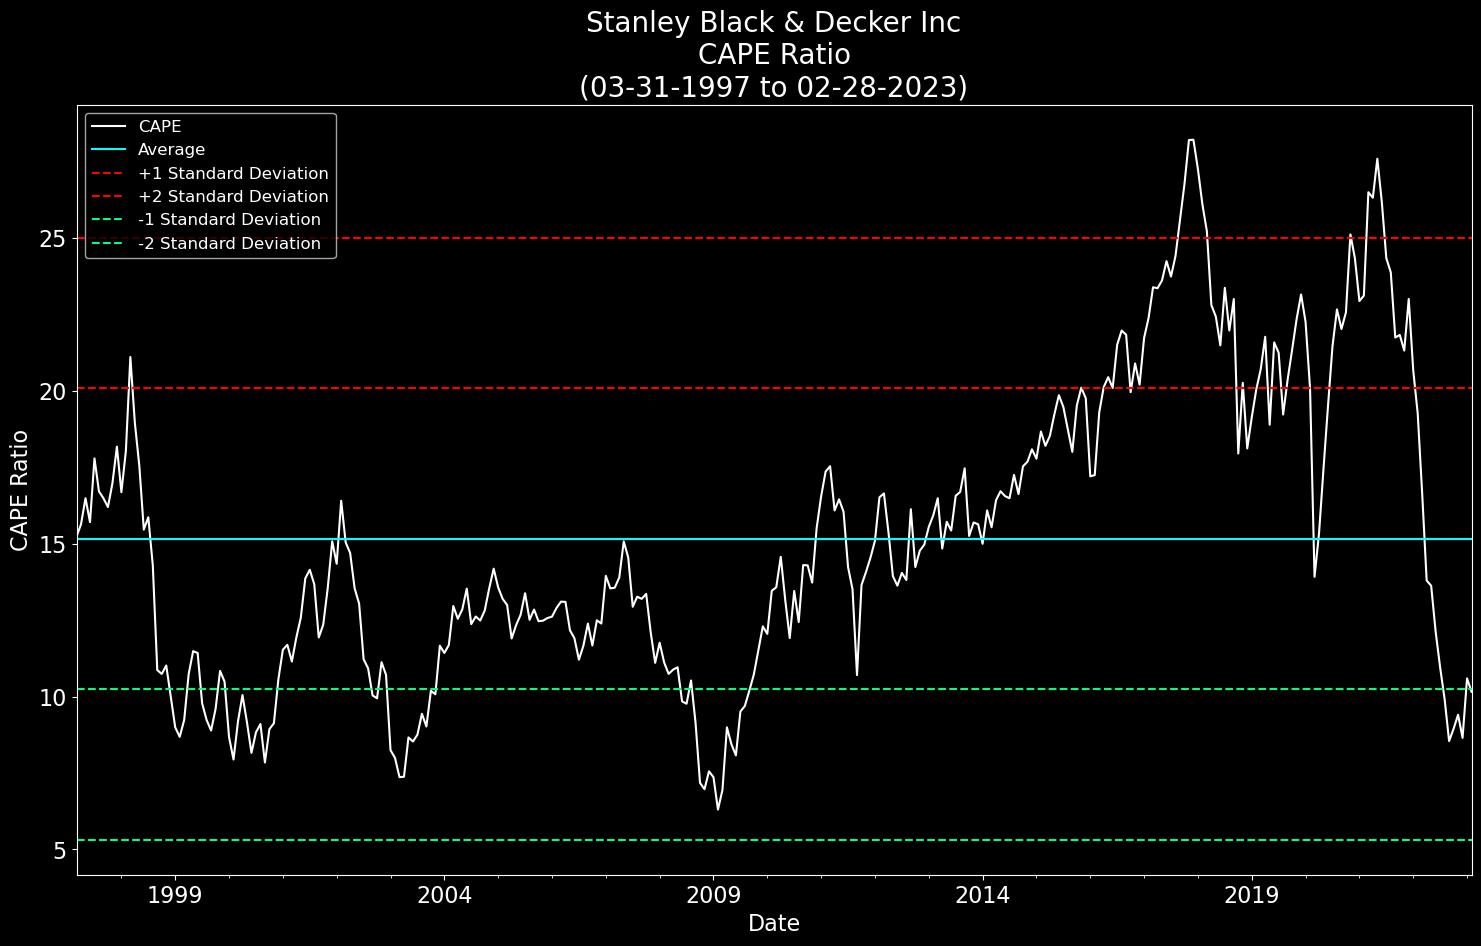 Stanley Black & Decker Inc
CAPE Ratio
(03-31-1997 to 02-28-2023)
CAPE
Average
+1 Standard Deviation
+2 Standard Deviation
-1 Standard Deviation
-2 Standard Deviation
25
20
15
10
5
CAPE Ratio
1999 2004 2009 2014 2019
Date